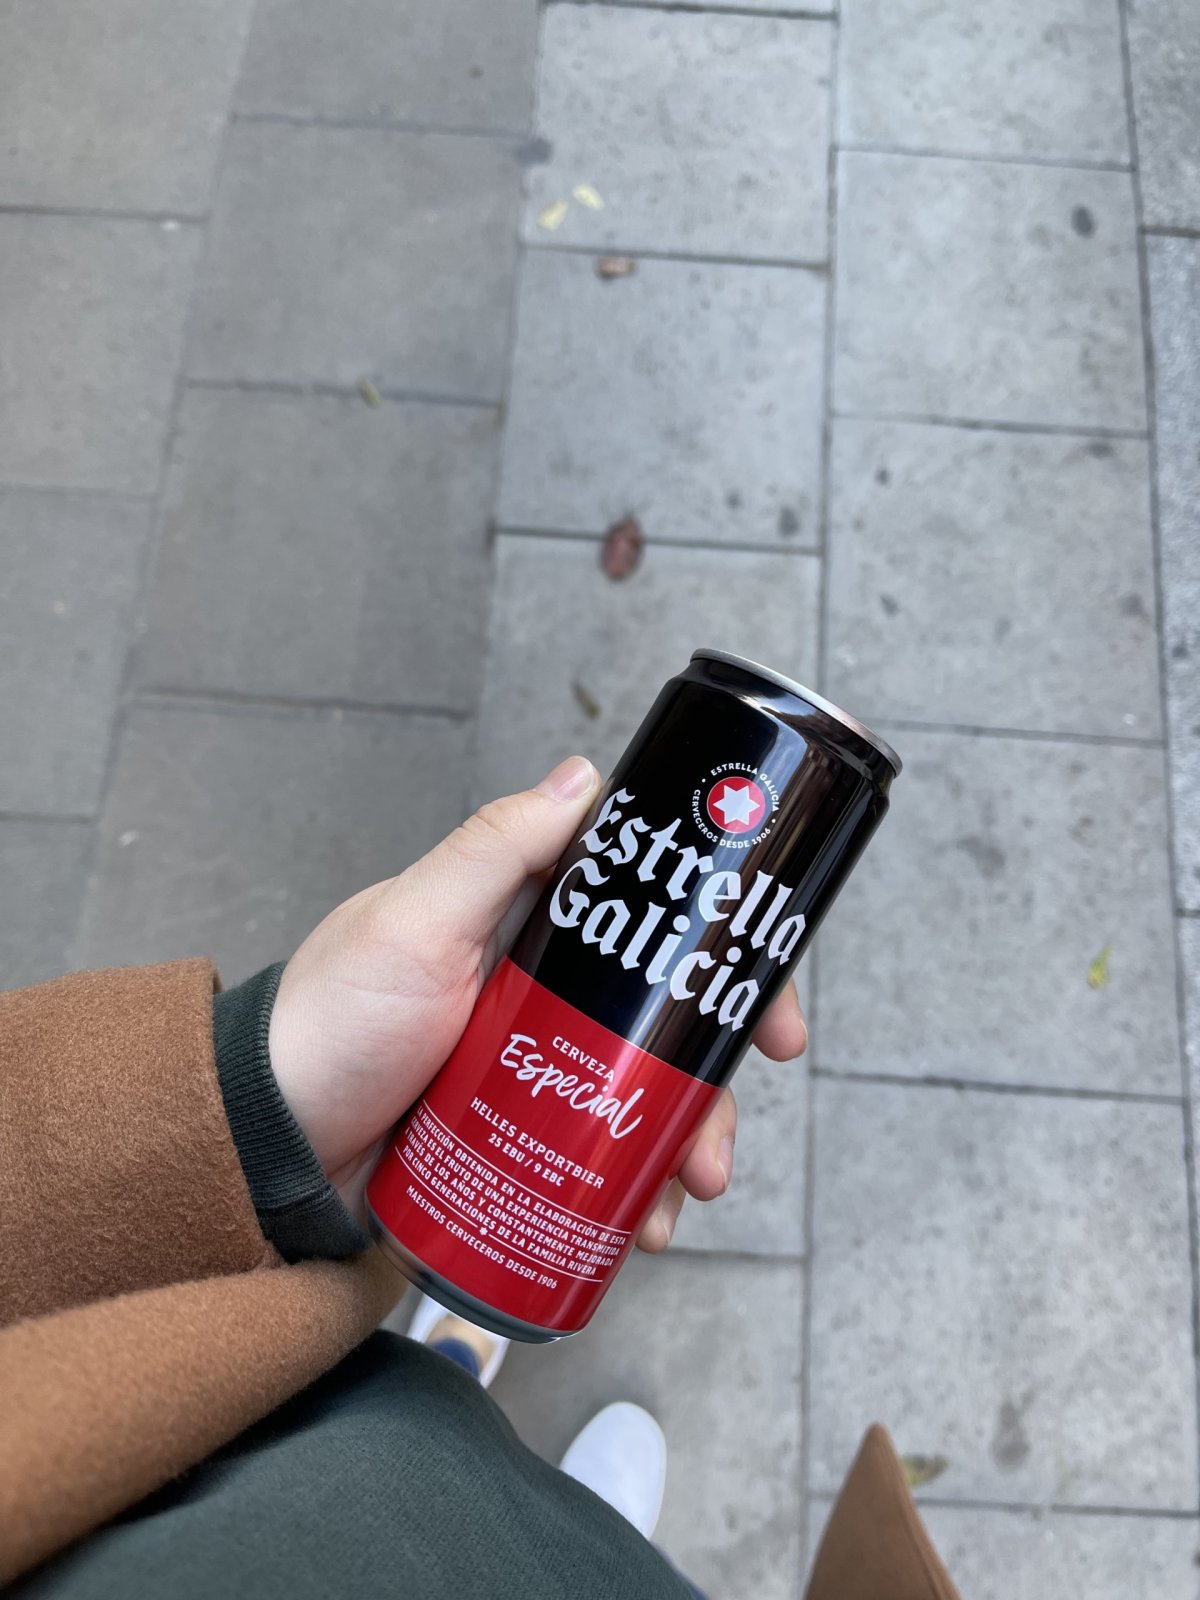 ESTRELLA GALICIA
CERVECEROS DESDE 1906
Estrella
Galicia
CERVEZA
Especial
HELLES EXPORTBIER
25 EBU / 9 EBC
LA PERFECCIÓN OBTENIDA EN LA ELABORACIÓN DE ESTA
CERVEZA ES EL FRUTO DE UNA EXPERIENCIA TRANSMITIDA
A TRAVÉS DE LOS AÑOS Y CONSTANTEMENTE MEJORADA
POR CINCO GENERACIONES DE LA FAMILIA RIVERA
MAESTROS CERVECEROS DESDE 1906